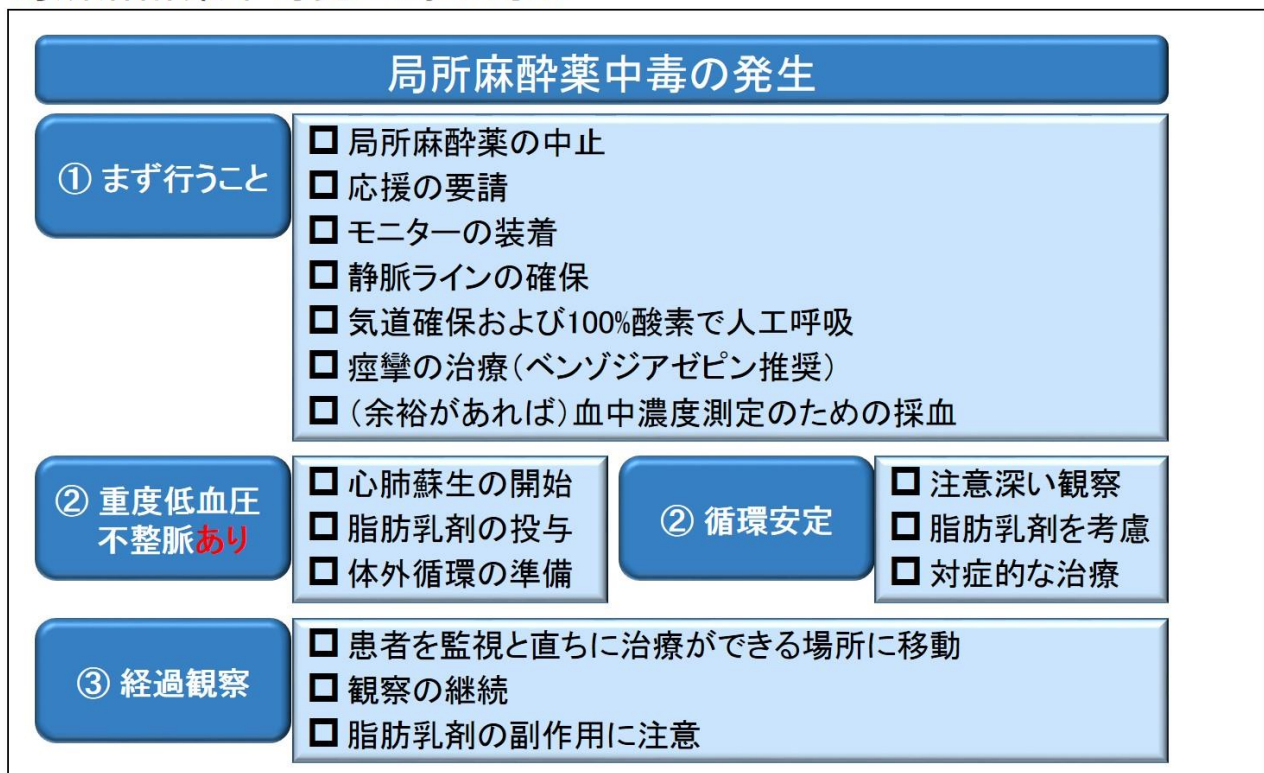 局所麻酔薬中毒の発生
① まず行うこと
局所麻酔薬の中止
応援の要請
モニターの装着
静脈ラインの確保
気道確保および100%酸素で人工呼吸
痙攣の治療(ベンゾジアゼピン推奨)
(余裕があれば)血中濃度測定のための採血
② 重度低血圧
不整脈あり
心肺蘇生の開始
脂肪乳剤の投与
体外循環の準備
② 循環安定
注意深い観察
脂肪乳剤を考慮
対症的な治療
③ 経過観察
患者を監視と直ちに治療ができる場所に移動
観察の継続
脂肪乳剤の副作用に注意